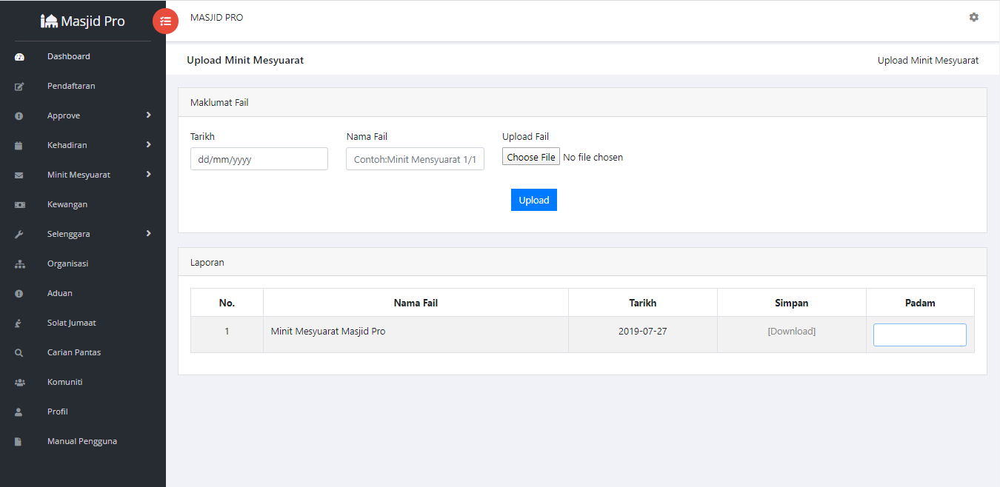 Masjid Pro
MASJID PRO
Dashboard
Pendaftaran
Approve
Kehadiran
Minit Mesyuarat
Kewangan
Selenggara
Organisasi
Aduan
Solat Jumaat
Carian Pantas
Komuniti
Profil
Manual Pengguna
Upload Minit Mesyuarat
Upload Minit Mesyuarat
Maklumat Fail
Tarikh
dd/mm/yyyy
Nama Fail
Contoh:Minit Mensyuarat 1/1
Upload Fail
Choose File No file chosen
Upload
Laporan
No. Nama Fail Tarikh Simpan Padam
1 Minit Mesyuarat Masjid Pro 2019-07-27 [Download]